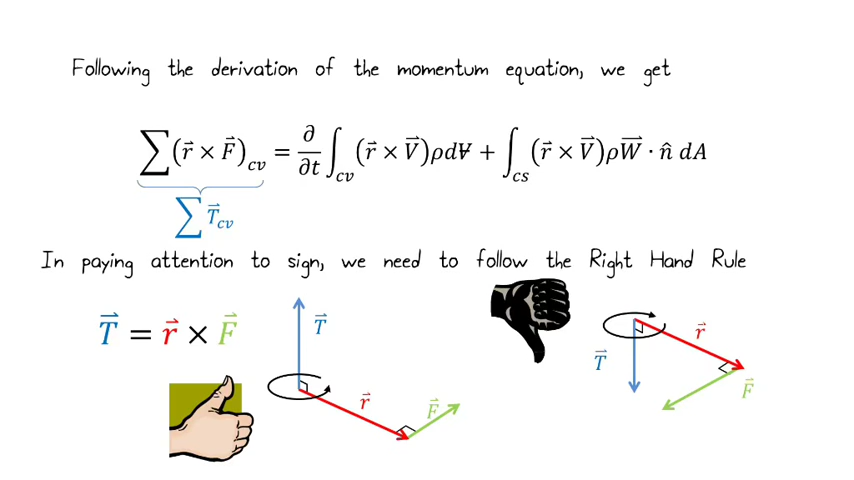 Following the derivation of the momentum equation, we get
∑(r⃗ × F⃗)cv = ∂/∂t ∫cv (r⃗ × V⃗)ρdV̶ + ∫cs (r⃗ × V⃗)ρW⃗ · n̂ dA
∑T⃗cv
In paying attention to sign, we need to follow the Right Hand Rule
T⃗ = r⃗ × F⃗
T⃗
r⃗
F⃗
T⃗
r⃗
F⃗